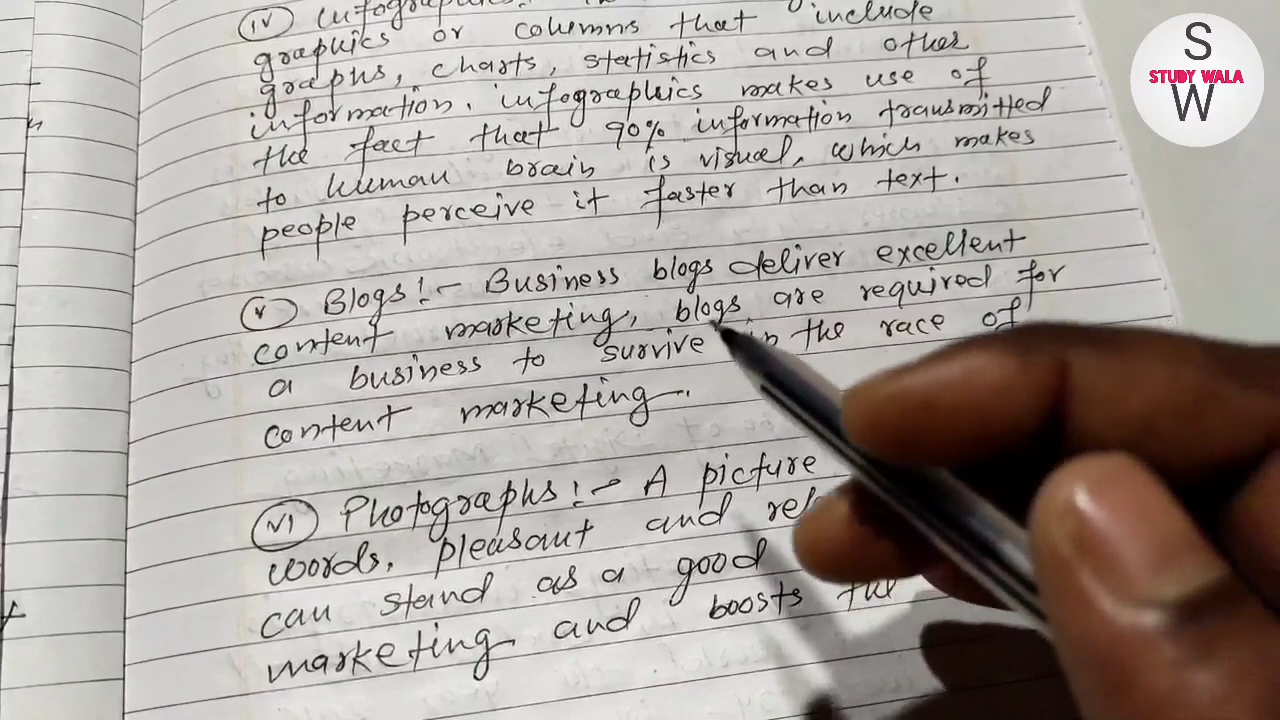 (iv) Infographics:
graphics or columns that include
graphs, charts, statistics and other
information. infographics makes use of
the fact that 90% information transmitted
to human brain is visual, which makes
people perceive it faster than text.
(v) Blogs:- Business blogs deliver excellent
content marketing, blogs are required for
a business to survive in the race of
content marketing.
(vi) Photographs:- A picture
words, pleasant and
can stand as a good
marketing and boosts the
S
STUDY WALA
W